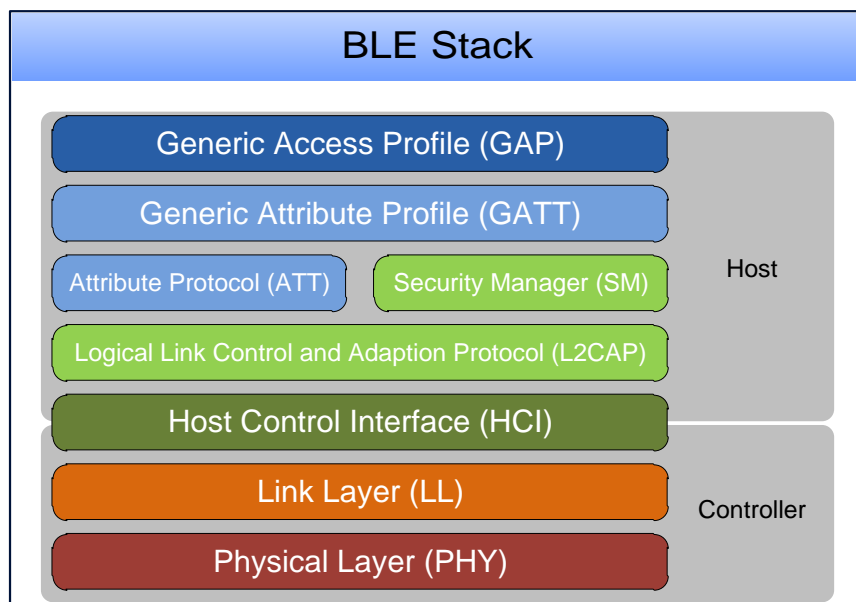 BLE Stack
Generic Access Profile (GAP)
Generic Attribute Profile (GATT)
Attribute Protocol (ATT)
Security Manager (SM)
Host
Logical Link Control and Adaption Protocol (L2CAP)
Host Control Interface (HCI)
Link Layer (LL)
Controller
Physical Layer (PHY)